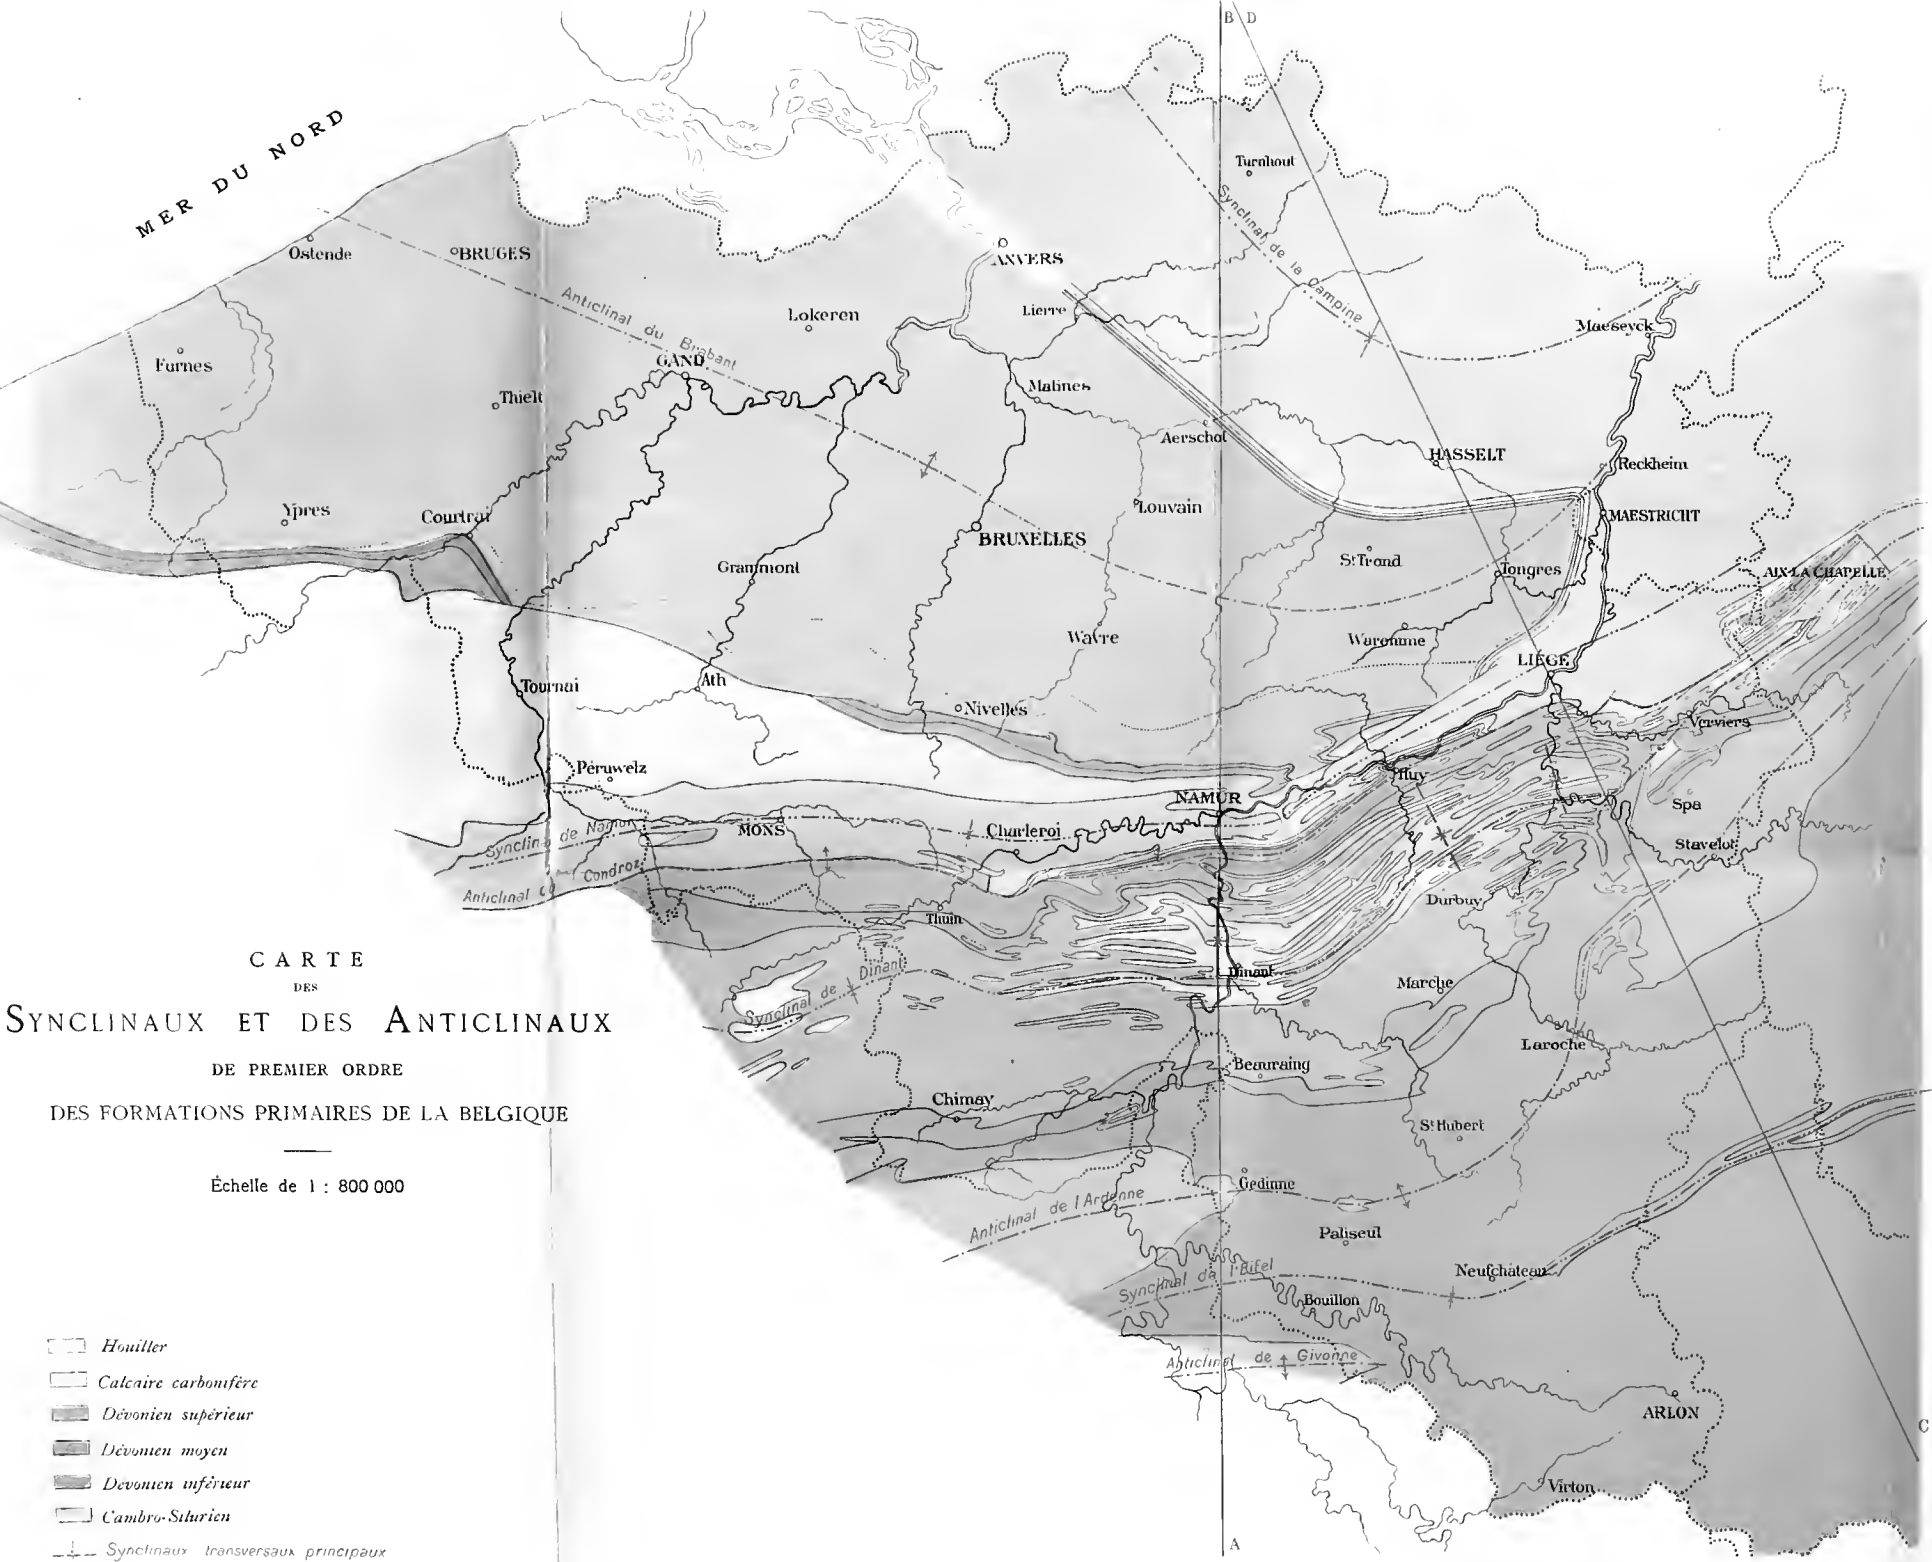 B D
MER DU NORD
Turnhout
Ostende
BRUGES
ANVERS
Synclinal de la Campine
Anticlinal du Brabant
Lokeren
Lierre
Maeseyck
Furnes
GAND
Thielt
Malines
Aerschot
HASSELT
Reckheim
Ypres
Courtrai
Louvain
MAESTRICHT
BRUXELLES
Grammont
St Trond
Tongres
AIX-LA CHAPELLE
Wavre
Waremme
LIÉGE
Tournai
Ath
Nivelles
Verviers
Péruwelz
Huy
NAMUR
Spa
Synclinal de Namur
MONS
Charleroi
Stavelot
Anticlinal du Condroz
Thuin
Durbuy
CARTE
DES
SYNCLINAUX ET DES ANTICLINAUX
DE PREMIER ORDRE
DES FORMATIONS PRIMAIRES DE LA BELGIQUE
Échelle de 1 : 800 000
Synclinal de Dinant
Dinant
Marche
Laroche
Beauraing
Chimay
St Hubert
Gedinne
Anticlinal de l'Ardenne
Paliseul
Neufchâteau
Synclinal de l'Eifel
Bouillon
Anticlinal de Givonne
ARLON
C
Virton
A
Houiller
Calcaire carbonifère
Dévonien supérieur
Dévonien moyen
Dévonien inférieur
Cambro-Silurien
Synclinaux transversaux principaux